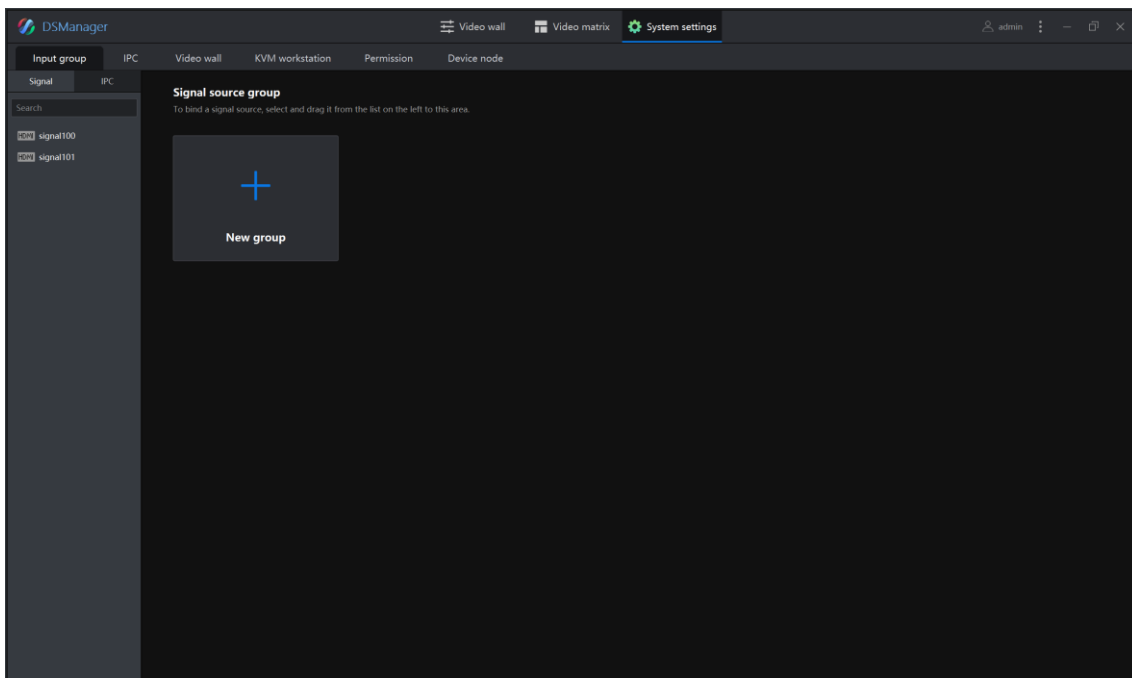 DSManager
Video wall
Video matrix
System settings
admin
Input group
IPC
Video wall
KVM workstation
Permission
Device node
Signal
IPC
Search
HDMI signal100
HDMI signal101
Signal source group
To bind a signal source, select and drag it from the list on the left to this area.
New group